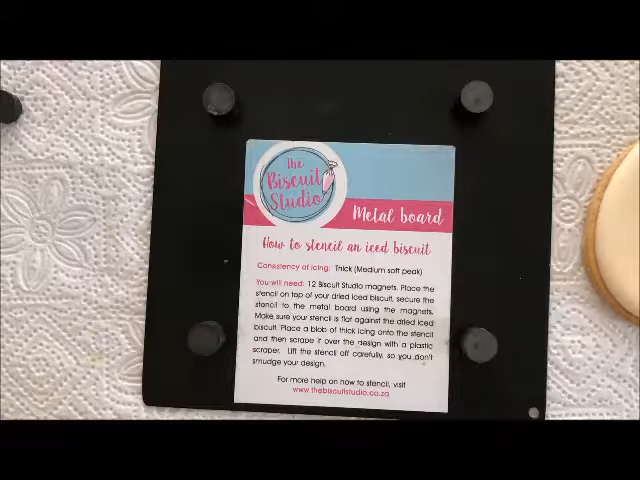 The
Biscuit
Studio
Metal board
How to stencil an iced biscuit
Consistency of icing: Thick (Medium soft peak)
You will need: 12 Biscuit Studio magnets. Place the
stencil on top of your dried iced biscuit, secure the
stencil to the metal board using the magnets.
Make sure your stencil is flat against the dried iced
biscuit. Place a blob of thick icing onto the stencil
and then scrape it over the design with a plastic
scraper. Lift the stencil off carefully, so you don't
smudge your design.
For more help on how to stencil, visit
www.thebiscuitstudio.co.za